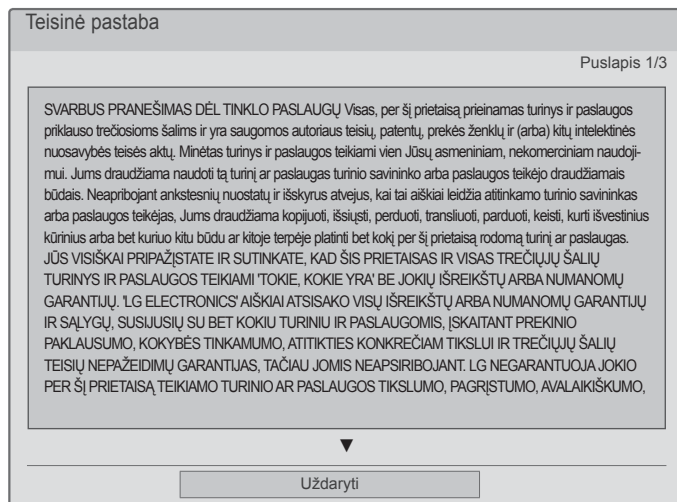 Teisinė pastaba
Puslapis 1/3
SVARBUS PRANEŠIMAS DĖL TINKLO PASLAUGŲ Visas, per šį prietaisą prieinamas turinys ir paslaugos
priklauso trečiosioms šalims ir yra saugomos autoriaus teisių, patentų, prekės ženklų ir (arba) kitų intelektinės
nuosavybės teisės aktų. Minėtas turinys ir paslaugos teikiami vien Jūsų asmeniniam, nekomerciniam naudoji-
mui. Jums draudžiama naudoti tą turinį ar paslaugas turinio savininko arba paslaugos teikėjo draudžiamais
būdais. Neapribojant ankstesnių nuostatų ir išskyrus atvejus, kai tai aiškiai leidžia atitinkamo turinio savininkas
arba paslaugos teikėjas, Jums draudžiama kopijuoti, išsiųsti, perduoti, transliuoti, parduoti, keisti, kurti išvestinius
kūrinius arba bet kuriuo kitu būdu ar kitoje terpėje platinti bet kokį per šį prietaisą rodomą turinį ar paslaugas.
JŪS VISIŠKAI PRIPAŽĮSTATE IR SUTINKATE, KAD ŠIS PRIETAISAS IR VISAS TREČIŲJŲ ŠALIŲ
TURINYS IR PASLAUGOS TEIKIAMI 'TOKIE, KOKIE YRA' BE JOKIŲ IŠREIKŠTŲ ARBA NUMANOMŲ
GARANTIJŲ. 'LG ELECTRONICS' AIŠKIAI ATSISAKO VISŲ IŠREIKŠTŲ ARBA NUMANOMŲ GARANTIJŲ
IR SĄLYGŲ, SUSIJUSIŲ SU BET KOKIU TURINIU IR PASLAUGOMIS, ĮSKAITANT PREKINIO
PAKLAUSUMO, KOKYBĖS TINKAMUMO, ATITIKTIES KONKREČIAM TIKSLUI IR TREČIŲJŲ ŠALIŲ
TEISIŲ NEPAŽEIDIMŲ GARANTIJAS, TAČIAU JOMIS NEAPSIRIBOJANT. LG NEGARANTUOJA JOKIO
PER ŠĮ PRIETAISĄ TEIKIAMO TURINIO AR PASLAUGOS TIKSLUMO, PAGRĮSTUMO, AVALAIKIŠKUMO,
Uždaryti